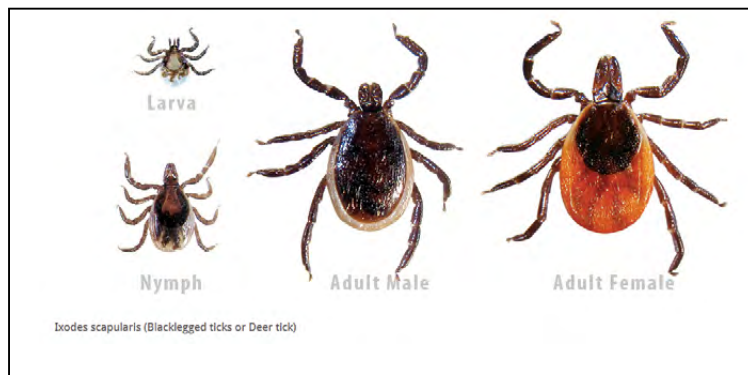 Larva
Nymph
Adult Male
Adult Female
Ixodes scapularis (Blacklegged ticks or Deer tick)